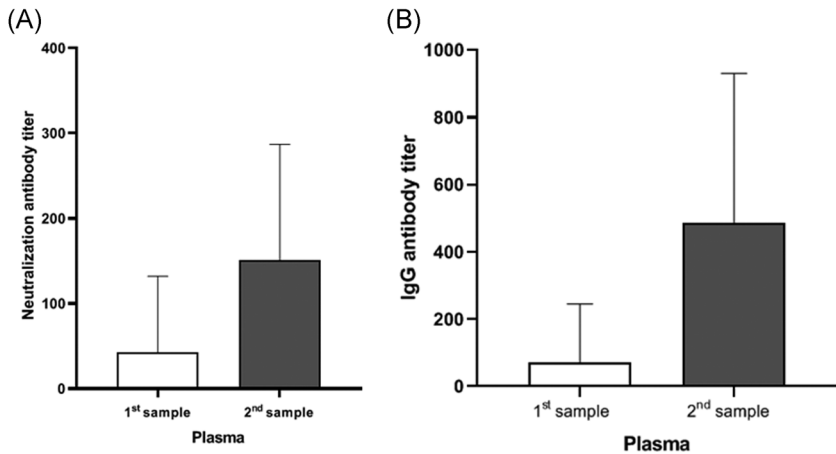 (A)
400
300
200
100
0
Neutralization antibody titer
1st sample
2nd sample
Plasma
(B)
1000
800
600
400
200
0
IgG antibody titer
1st sample
2nd sample
Plasma